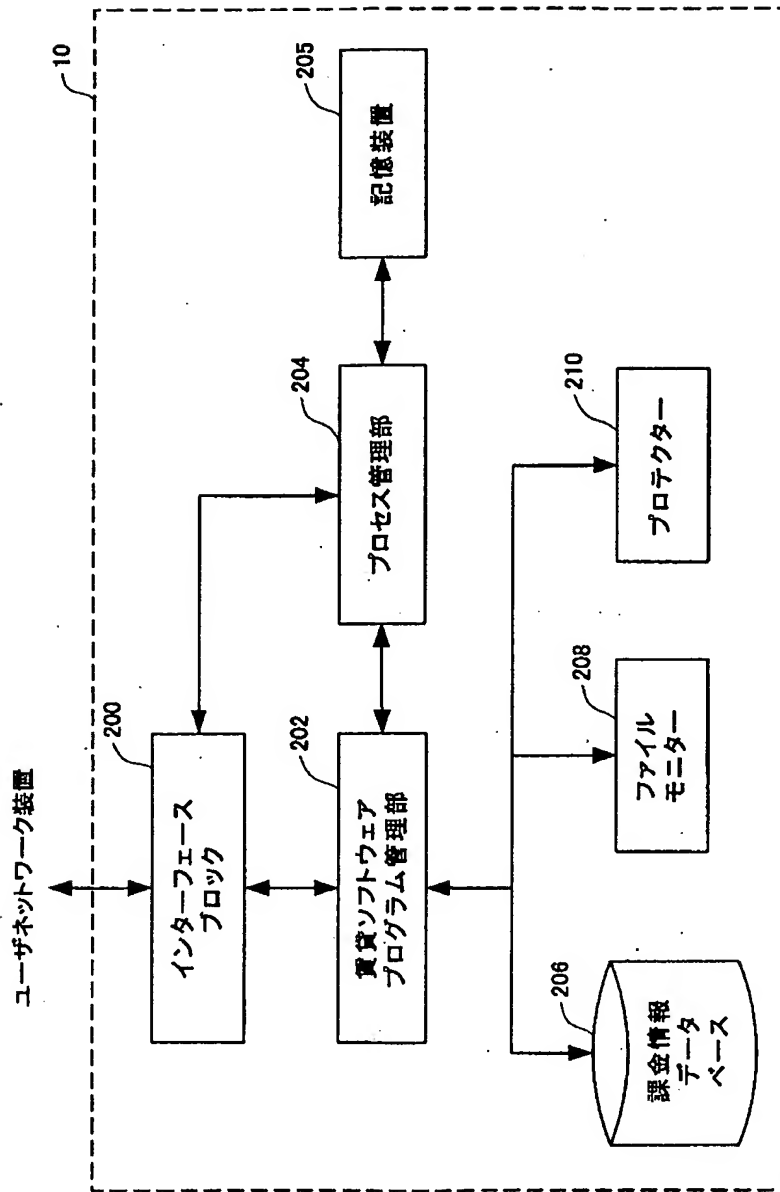 ユーザネットワーク装置
10
200
インターフェース
ブロック
202
賃貸ソフトウェア
プログラム管理部
204
プロセス管理部
205
記憶装置
206
課金情報
データ
ベース
208
ファイル
モニター
210
プロテクター